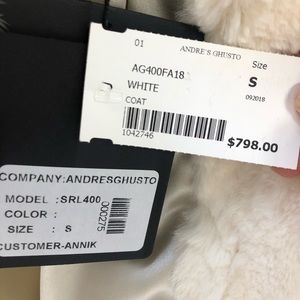 01 ANDRE'S GHUSTO
Size
AG400FA18 S
WHITE 092018
COAT
1042746
$798.00
COMPANY:ANDRESGHUSTO
MODEL :SRL400
COLOR :
SIZE : S
000275
CUSTOMER-ANNIK